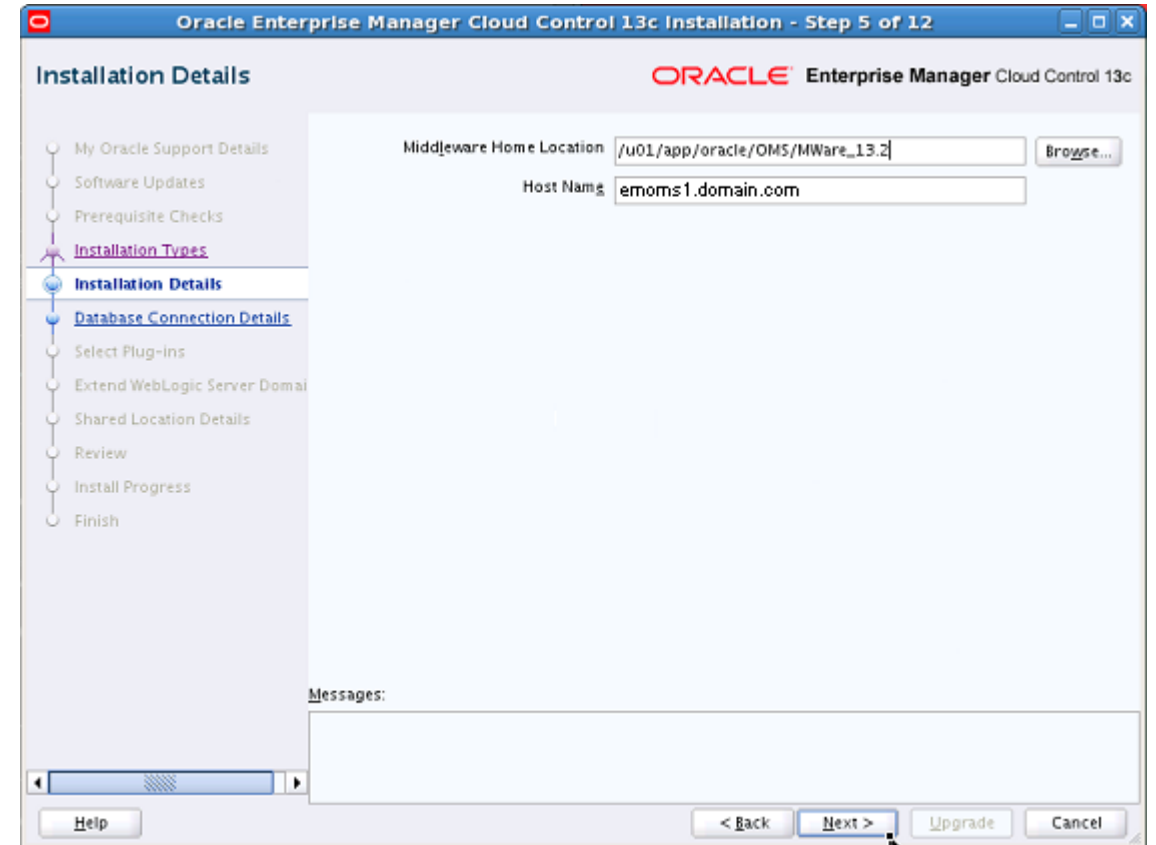 Oracle Enterprise Manager Cloud Control 13c Installation - Step 5 of 12
Installation Details
ORACLE Enterprise Manager Cloud Control 13c
My Oracle Support Details
Software Updates
Prerequisite Checks
Installation Types
Installation Details
Database Connection Details
Select Plug-ins
Extend WebLogic Server Domai
Shared Location Details
Review
Install Progress
Finish
Middleware Home Location /u01/app/oracle/OMS/MWare_13.2 Browse...
Host Name emoms1.domain.com
Messages:
Help < Back Next > Upgrade Cancel